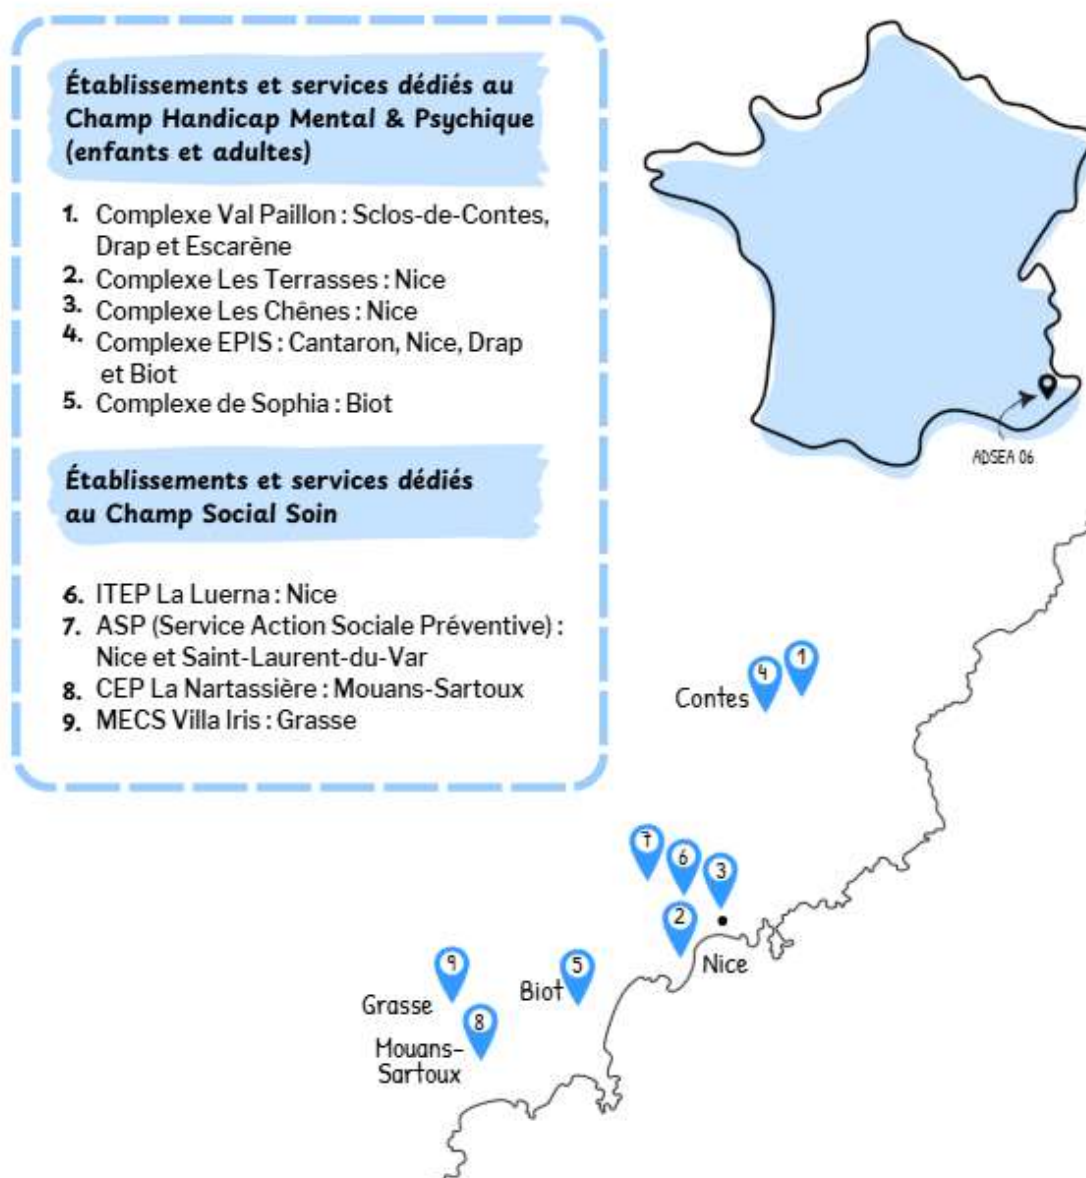 Établissements et services dédiés au
Champ Handicap Mental & Psychique
(enfants et adultes)
1. Complexe Val Paillon : Sclos-de-Contes,
Drap et Escarène
2. Complexe Les Terrasses : Nice
3. Complexe Les Chênes : Nice
4. Complexe EPIS : Cantaron, Nice, Drap
et Biot
5. Complexe de Sophia : Biot
Établissements et services dédiés
au Champ Social Soin
6. ITEP La Luerna : Nice
7. ASP (Service Action Sociale Préventive) :
Nice et Saint-Laurent-du-Var
8. CEP La Nartassière : Mouans-Sartoux
9. MECS Villa Iris : Grasse
ADSEA 06
1
4
Contes
7
6
3
2
Nice
9
5
Biot
Grasse
8
Mouans-
Sartoux